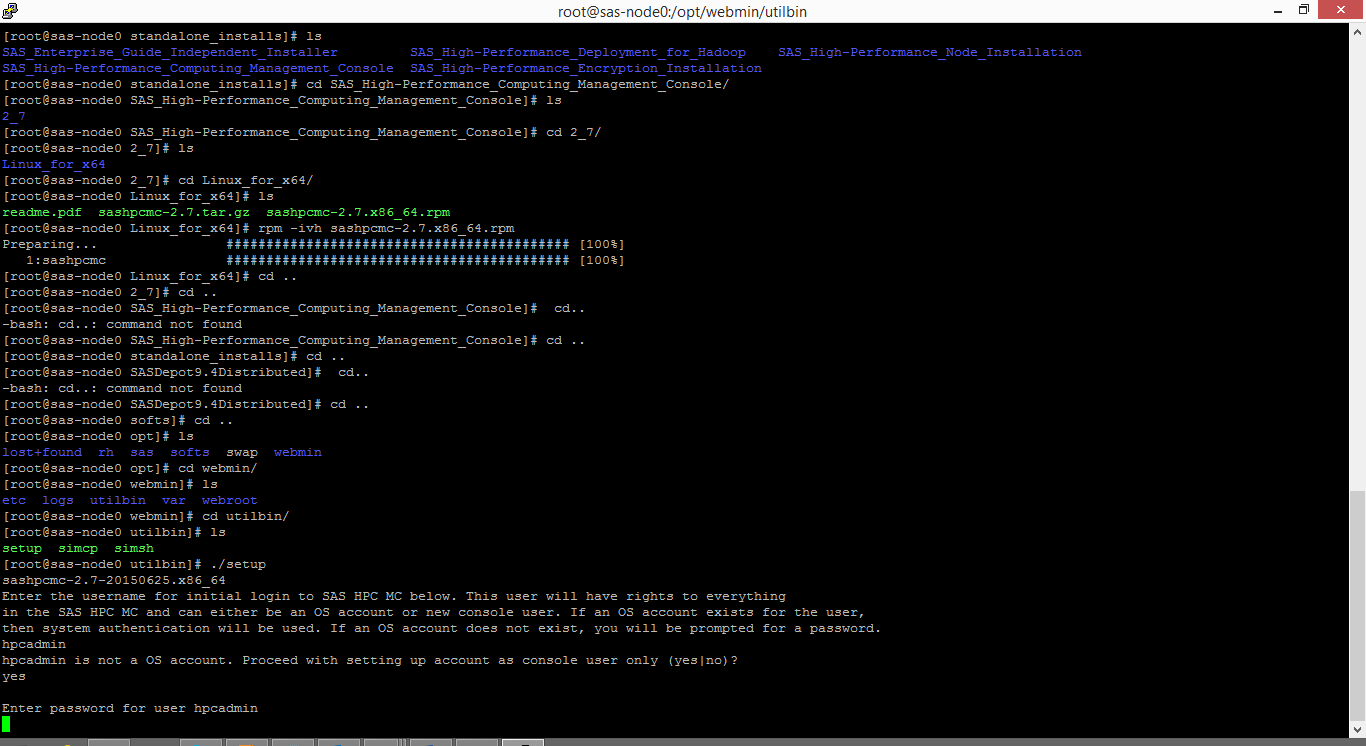 root@sas-node0:/opt/webmin/utilbin
[root@sas-node0 standalone_installs]# ls
SAS_Enterprise_Guide_Independent_Installer         SAS_High-Performance_Deployment_for_Hadoop    SAS_High-Performance_Node_Installation
SAS_High-Performance_Computing_Management_Console  SAS_High-Performance_Encryption_Installation
[root@sas-node0 standalone_installs]# cd SAS_High-Performance_Computing_Management_Console/
[root@sas-node0 SAS_High-Performance_Computing_Management_Console]# ls
2_7
[root@sas-node0 SAS_High-Performance_Computing_Management_Console]# cd 2_7/
[root@sas-node0 2_7]# ls
Linux_for_x64
[root@sas-node0 2_7]# cd Linux_for_x64/
[root@sas-node0 Linux_for_x64]# ls
readme.pdf  sashpcmc-2.7.tar.gz  sashpcmc-2.7.x86_64.rpm
[root@sas-node0 Linux_for_x64]# rpm -ivh sashpcmc-2.7.x86_64.rpm
Preparing...                ########################################### [100%]
   1:sashpcmc               ########################################### [100%]
[root@sas-node0 Linux_for_x64]# cd ..
[root@sas-node0 2_7]# cd ..
[root@sas-node0 SAS_High-Performance_Computing_Management_Console]#  cd..
-bash: cd..: command not found
[root@sas-node0 SAS_High-Performance_Computing_Management_Console]# cd ..
[root@sas-node0 standalone_installs]# cd ..
[root@sas-node0 SASDepot9.4Distributed]#  cd..
-bash: cd..: command not found
[root@sas-node0 SASDepot9.4Distributed]# cd ..
[root@sas-node0 softs]# cd ..
[root@sas-node0 opt]# ls
lost+found  rh  sas  softs  swap  webmin
[root@sas-node0 opt]# cd webmin/
[root@sas-node0 webmin]# ls
etc  logs  utilbin  var  webroot
[root@sas-node0 webmin]# cd utilbin/
[root@sas-node0 utilbin]# ls
setup  simcp  simsh
[root@sas-node0 utilbin]# ./setup
sashpcmc-2.7-20150625.x86_64
Enter the username for initial login to SAS HPC MC below. This user will have rights to everything
in the SAS HPC MC and can either be an OS account or new console user. If an OS account exists for the user,
then system authentication will be used. If an OS account does not exist, you will be prompted for a password.
hpcadmin
hpcadmin is not a OS account. Proceed with setting up account as console user only (yes|no)?
yes
Enter password for user hpcadmin